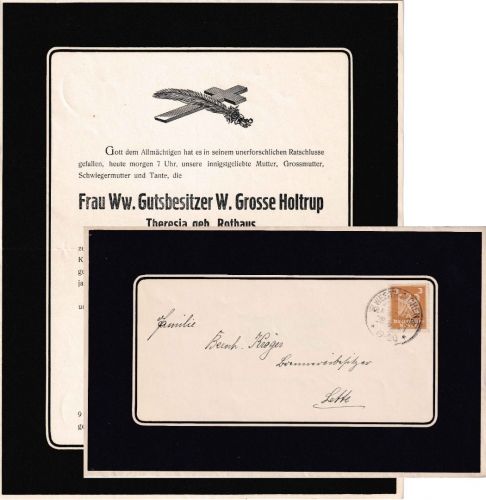 Gott dem Allmächtigen hat es in seinem unerforschlichen Ratschlusse
gefallen, heute morgen 7 Uhr, unsere innigstgeliebte Mutter, Grossmutter,
Schwiegermutter und Tante, die
Frau Ww. Gutsbesitzer W. Grosse Holtrup
Theresia geb. Rothaus
Familie
Bernh.
Lette
3